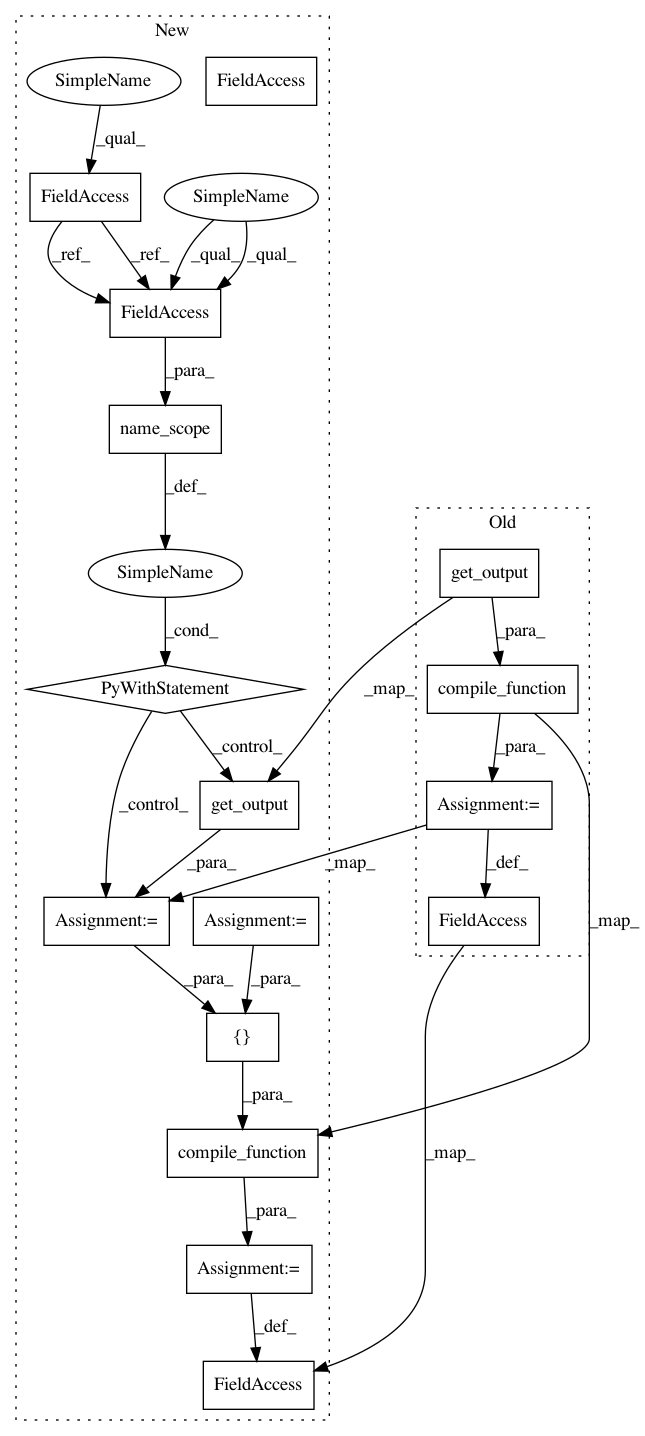 New
SimpleName
FieldAccess
_qual_
FieldAccess
SimpleName
_ref_
_ref_
_qual_
_qual_
FieldAccess
_para_
name_scope
_def_
Old
SimpleName
get_output
_cond_
_para_
PyWithStatement
compile_function
_map_
_control_
_para_
get_output
Assignment:=
_control_
_para_
_map_
_def_
Assignment:=
Assignment:=
FieldAccess
_map_
_para_
_para_
{}
_para_
compile_function
_map_
_para_
Assignment:=
_def_
FieldAccess